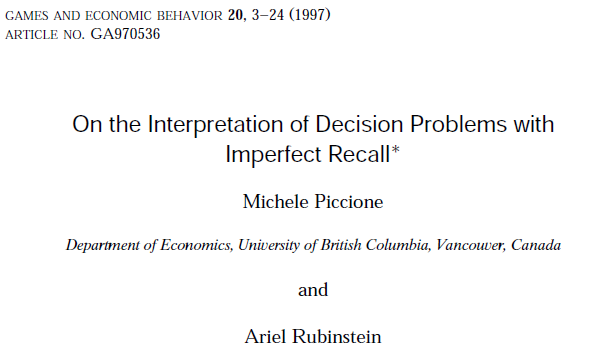 GAMES AND ECONOMIC BEHAVIOR 20, 3–24 (1997)
ARTICLE NO. GA970536
On the Interpretation of Decision Problems with
Imperfect Recall*
Michele Piccione
Department of Economics, University of British Columbia, Vancouver, Canada
and
Ariel Rubinstein